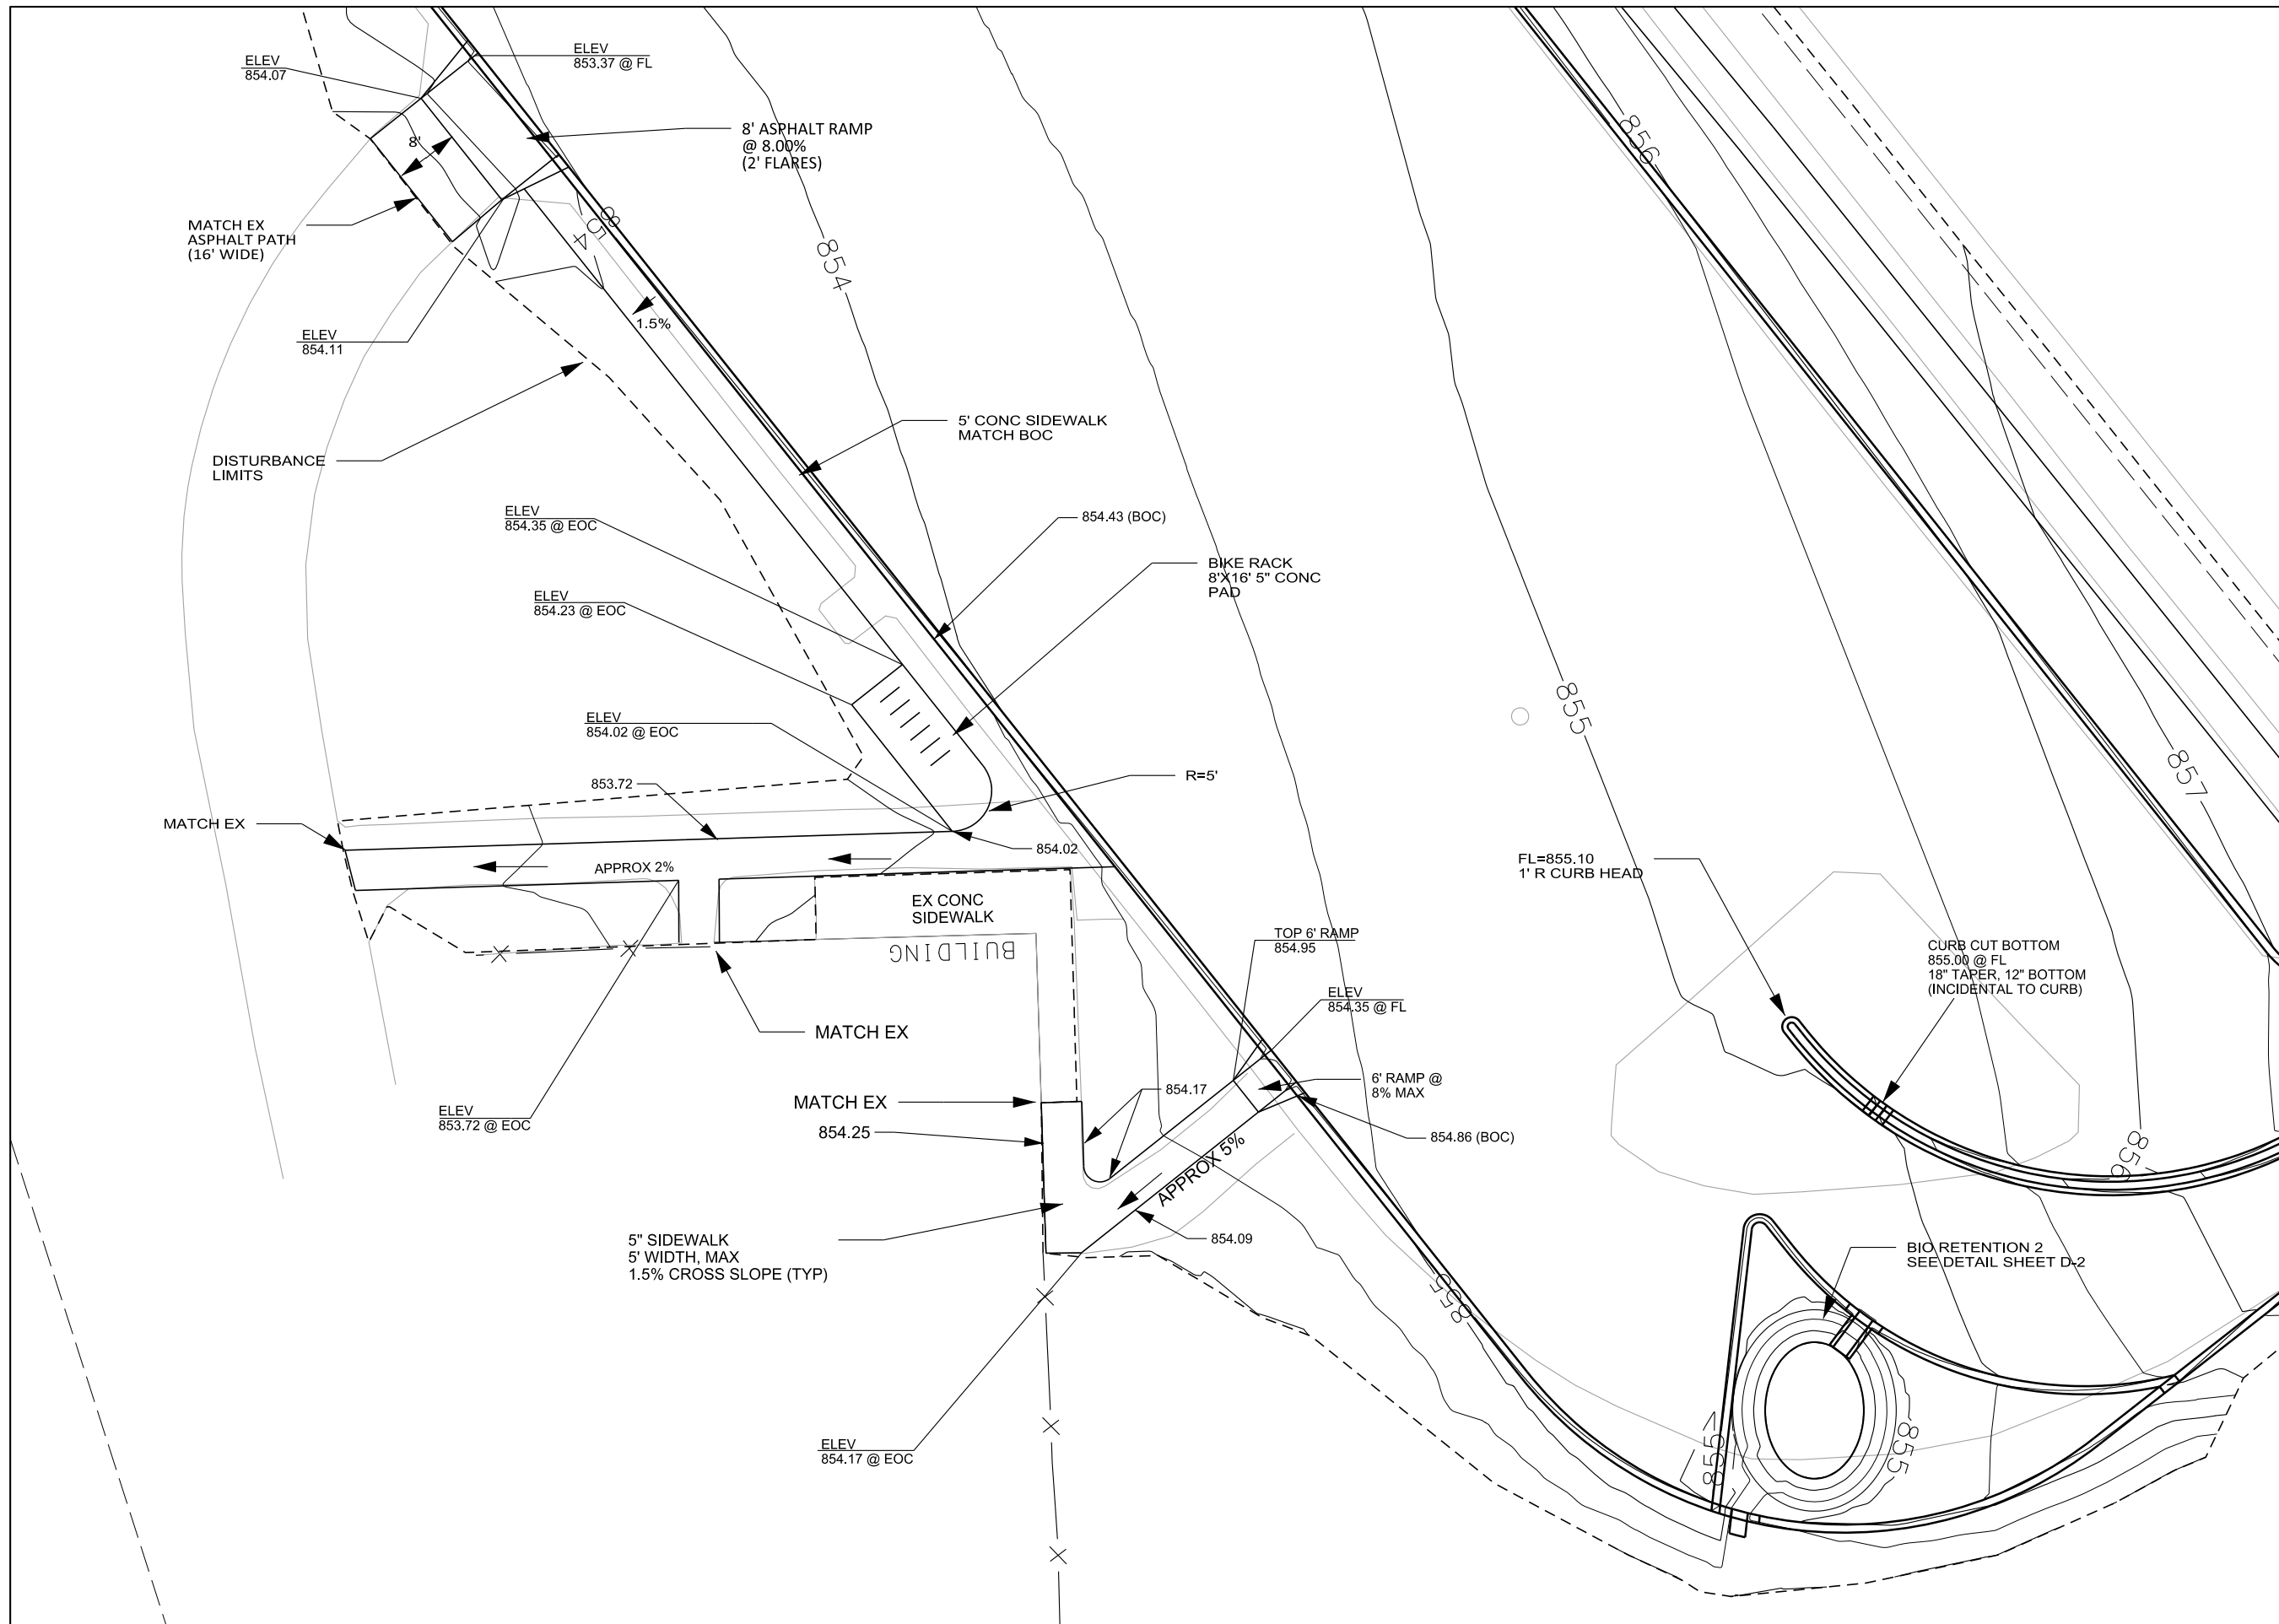 ELEV
853.37 @ FL
ELEV
854.07
8' ASPHALT RAMP
@ 8.00%
(2' FLARES)
8'
856
MATCH EX
ASPHALT PATH
(16' WIDE)
854
854
1.5%
ELEV
854.11
5' CONC SIDEWALK
MATCH BOC
DISTURBANCE
LIMITS
ELEV
854.35 @ EOC
854.43 (BOC)
BIKE RACK
8'X16' 5" CONC
PAD
ELEV
854.23 @ EOC
855
ELEV
854.02 @ EOC
857
R=5'
853.72
MATCH EX
854.02
APPROX 2%
FL=855.10
1' R CURB HEAD
EX CONC
SIDEWALK
BUILDING
TOP 6' RAMP
854.95
CURB CUT BOTTOM
855.00 @ FL
18" TAPER, 12" BOTTOM
(INCIDENTAL TO CURB)
ELEV
854.35 @ FL
MATCH EX
6' RAMP @
8% MAX
MATCH EX
854.17
854.25
ELEV
853.72 @ EOC
854.86 (BOC)
APPROX 5%
856
5" SIDEWALK
5' WIDTH, MAX
1.5% CROSS SLOPE (TYP)
854.09
BIO RETENTION 2
SEE DETAIL SHEET D-2
855
ELEV
854.17 @ EOC
857
855